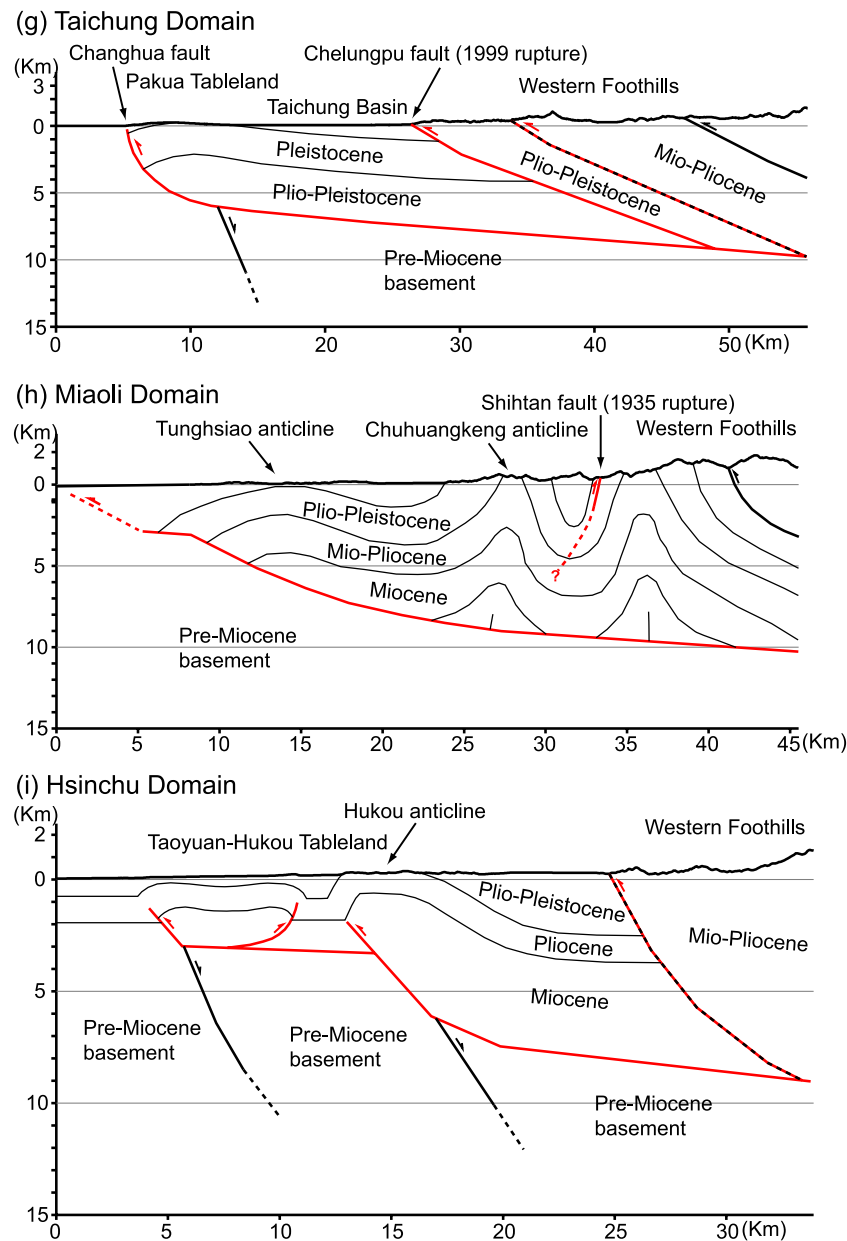 (g) Taichung Domain
Changhua fault
Chelungpu fault (1999 rupture)
(Km)
Pakua Tableland
Western Foothills
3
Taichung Basin
0
Pleistocene
Mio-Pliocene
Plio-Pleistocene
Plio-Pleistocene
5
Pre-Miocene
basement
10
15
0 10 20 30 40 50 (Km)
(h) Miaoli Domain
Shihtan fault (1935 rupture)
(Km)
Tunghsiao anticline
Chuhuangkeng anticline
Western Foothills
2
0
Plio-Pleistocene
Mio-Pliocene
5
?
Miocene
Pre-Miocene
basement
10
15
0 5 10 15 20 25 30 35 40 45 (Km)
(i) Hsinchu Domain
(Km)
Hukou anticline
Taoyuan-Hukou Tableland
Western Foothills
2
0
Plio-Pleistocene
Mio-Pliocene
Pliocene
5
Miocene
Pre-Miocene
basement
Pre-Miocene
basement
Pre-Miocene
basement
10
15
0 5 10 15 20 25 30 (Km)